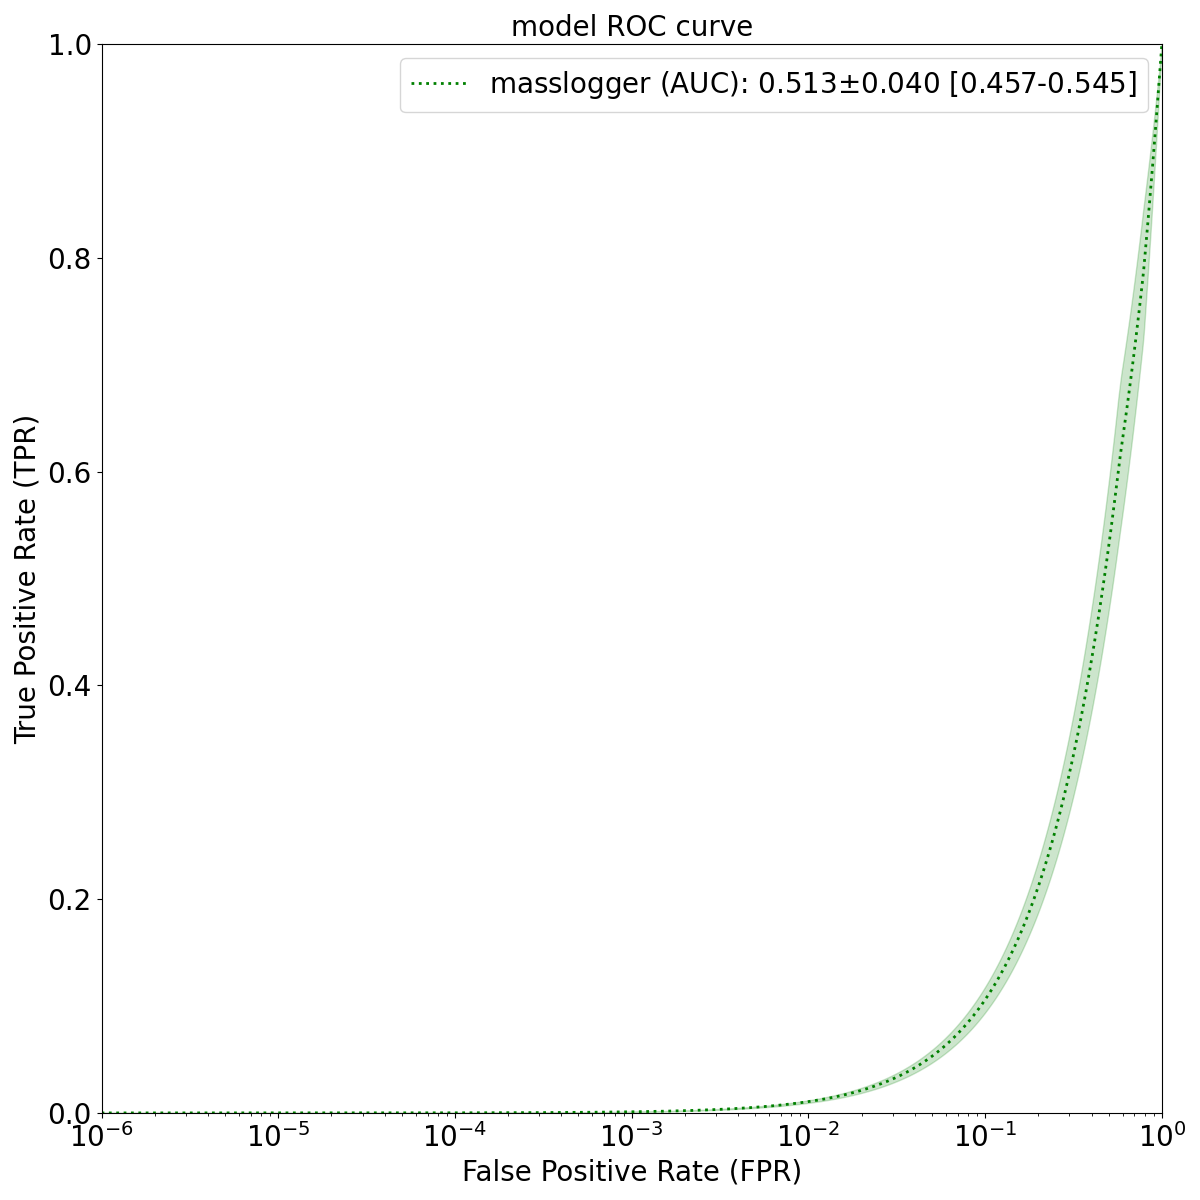 model ROC curve
masslogger (AUC): 0.513±0.040 [0.457-0.545]
True Positive Rate (TPR)
1.0
0.8
0.6
0.4
0.2
0.0
10⁻⁶ 10⁻⁵ 10⁻⁴ 10⁻³ 10⁻² 10⁻¹ 10⁰
False Positive Rate (FPR)